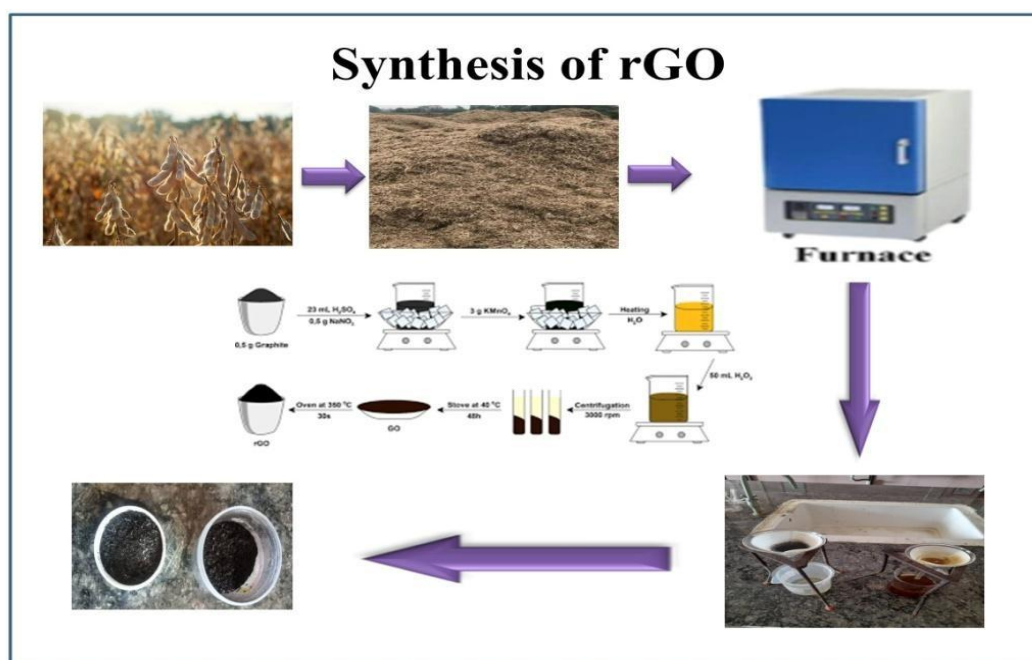 Synthesis of rGO
Furnace
23 mL H₂SO₄
0,5 g NaNO₃
3 g KMnO₄
Heating
H₂O
0,5 g Graphite
50 mL H₂O₂
Oven at 350 °C
30s
Stove at 40 °C
48h
Centrifugation
3000 rpm
GO
rGO